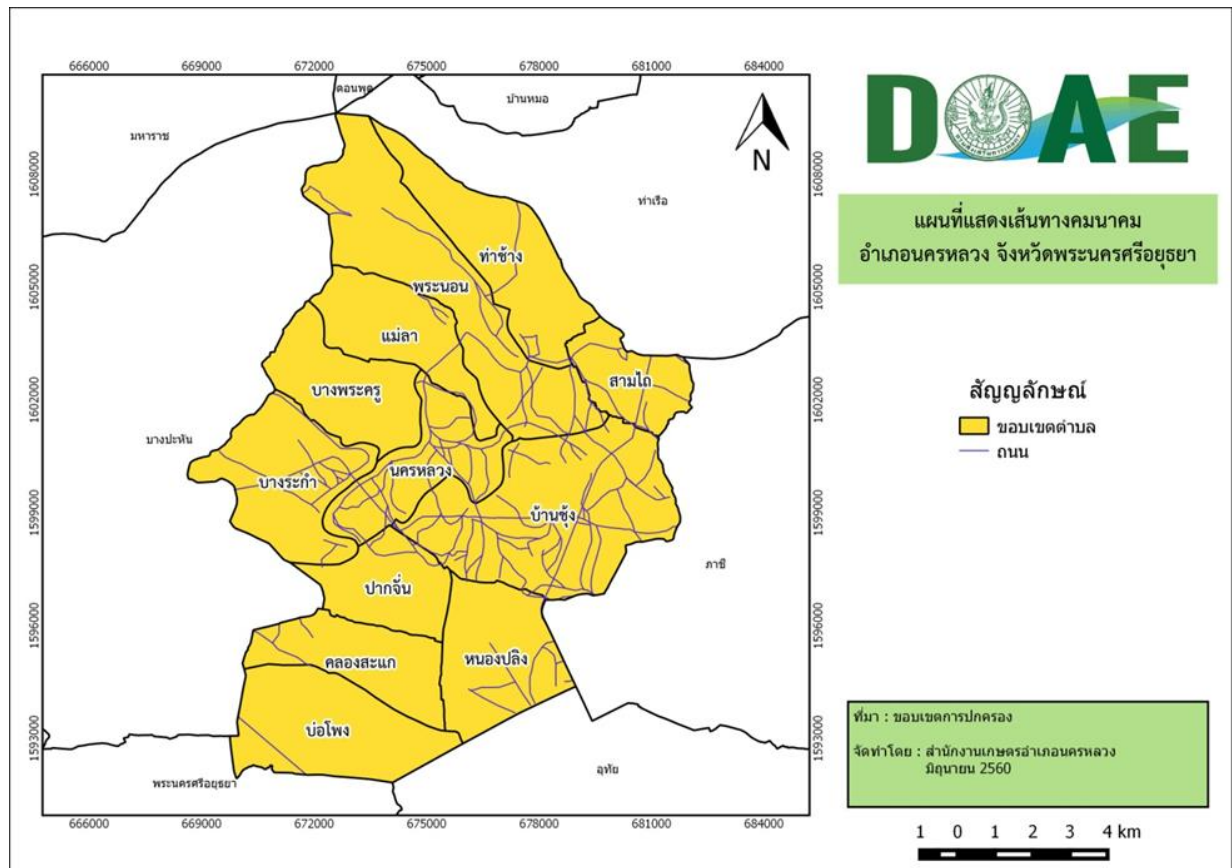 666000 669000 672000 675000 678000 681000 684000
ดอนพุด
บ้านหมอ
มหาราช
N
1608000
1608000
ท่าเรือ
ท่าช้าง
พระนอน
1605000
1605000
แม่ลา
สามไถ
บางพระครู
1602000
1602000
บางปะหัน
นครหลวง
บางระกำ
บ้านชุ้ง
1599000
1599000
ภาชี
ปากจั่น
1596000
1596000
คลองสะแก
หนองปลิง
บ่อโพง
1593000
1593000
อุทัย
พระนครศรีอยุธยา
666000 669000 672000 675000 678000 681000 684000
DOAE
แผนที่แสดงเส้นทางคมนาคม
อำเภอนครหลวง จังหวัดพระนครศรีอยุธยา
สัญญลักษณ์
ขอบเขตตำบล
ถนน
ที่มา : ขอบเขตการปกครอง
จัดทำโดย : สำนักงานเกษตรอำเภอนครหลวง
มิถุนายน 2560
1 0 1 2 3 4 km